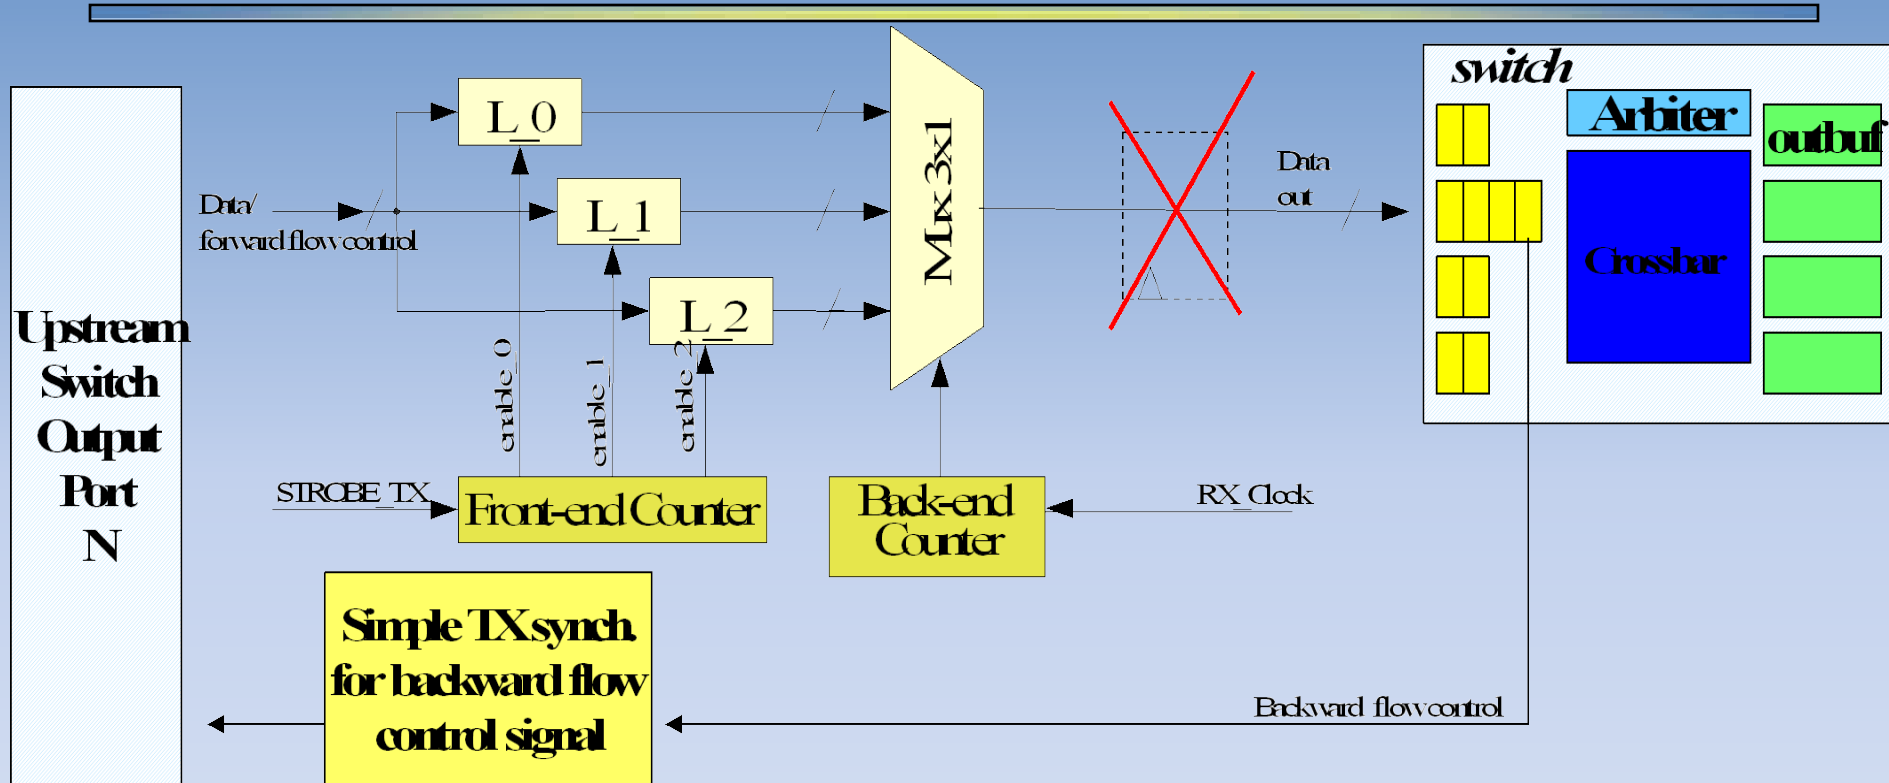 switch
Arbiter
outbuf
Crossbar
L_0
L_1
L_2
Mux3x1
Data
out
Data/
forward flow control
Upstream
Switch
Output
Port
N
enable_0
enable_1
enable_2
STROBE_TX
Front-end Counter
Back-end
Counter
RX_Clock
Simple TX synch.
for backward flow
control signal
Backward flow control